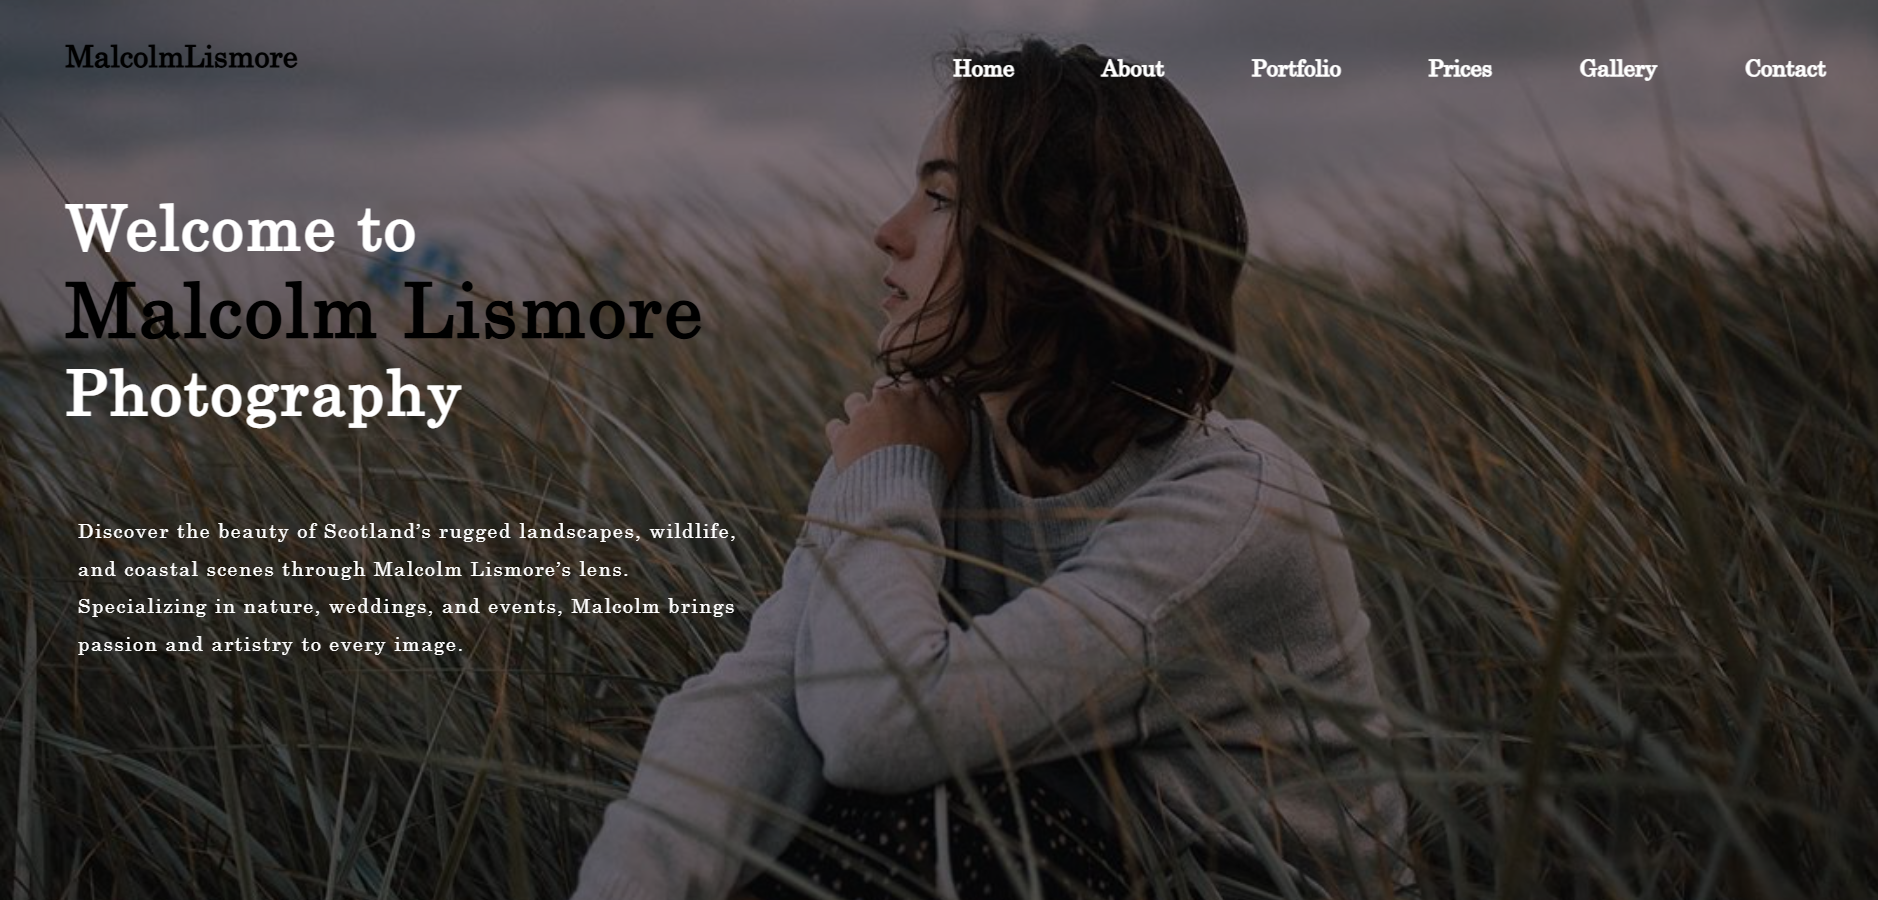 MalcolmLismore
Home About Portfolio Prices Gallery Contact
Welcome to
Malcolm Lismore
Photography
Discover the beauty of Scotland’s rugged landscapes, wildlife,
and coastal scenes through Malcolm Lismore’s lens.
Specializing in nature, weddings, and events, Malcolm brings
passion and artistry to every image.